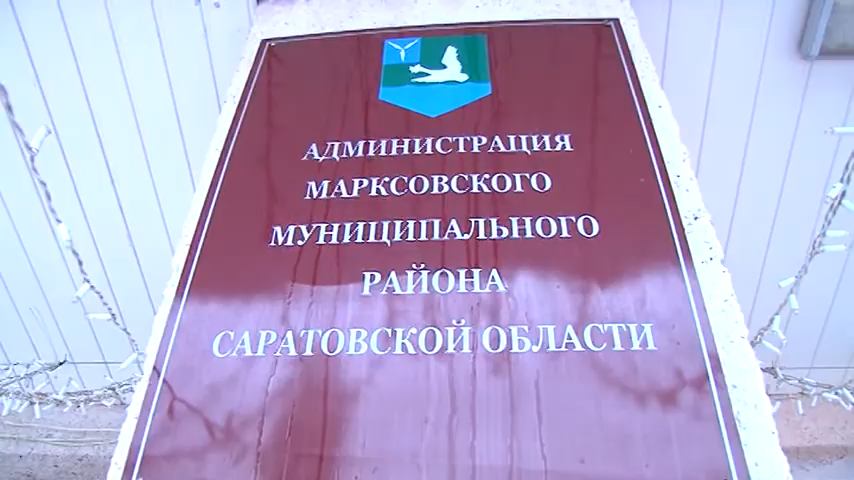 АДМИНИСТРАЦИЯ
МАРКСОВСКОГО
МУНИЦИПАЛЬНОГО
РАЙОНА
САРАТОВСКОЙ ОБЛАСТИ